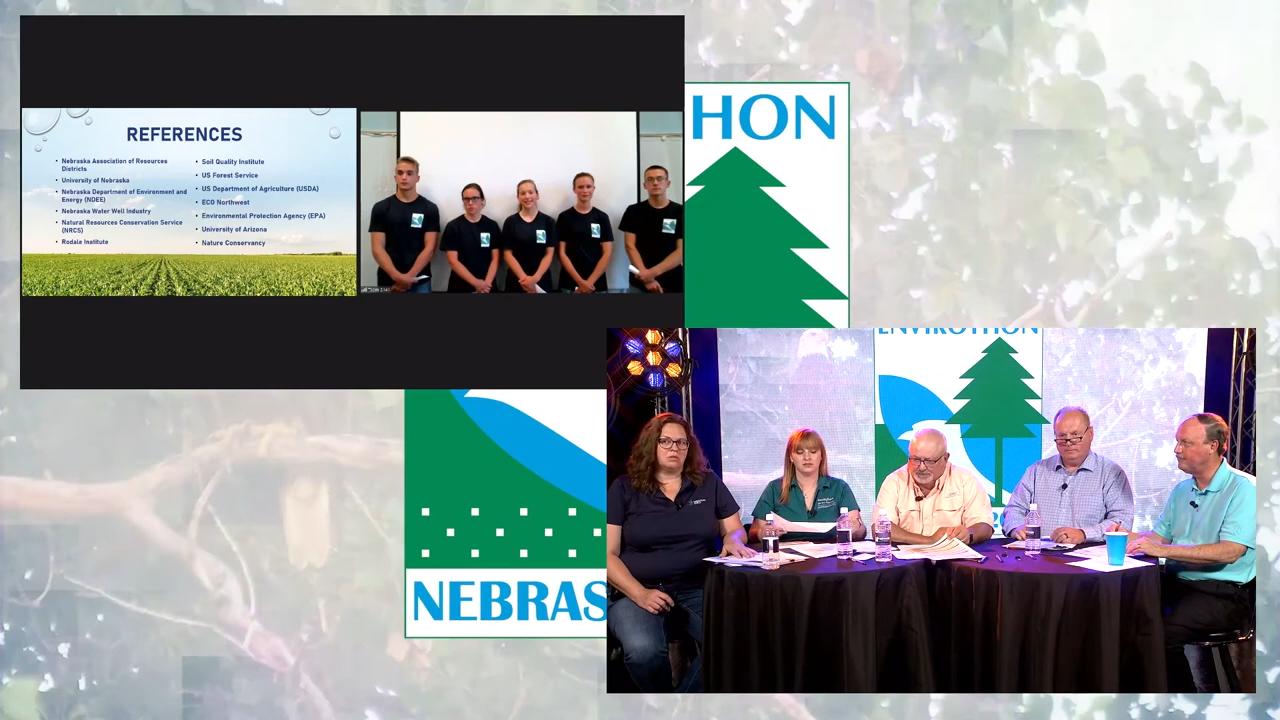 REFERENCES
• Nebraska Association of Resources
Districts
• University of Nebraska
• Nebraska Department of Environment and
Energy (NDEE)
• Nebraska Water Well Industry
• Natural Resources Conservation Service
(NRCS)
• Rodale Institute
• Soil Quality Institute
• US Forest Service
• US Department of Agriculture (USDA)
• ECO Northwest
• Environmental Protection Agency (EPA)
• University of Arizona
• Nature Conservancy
HON
ENVIROTHON
NEBRAS